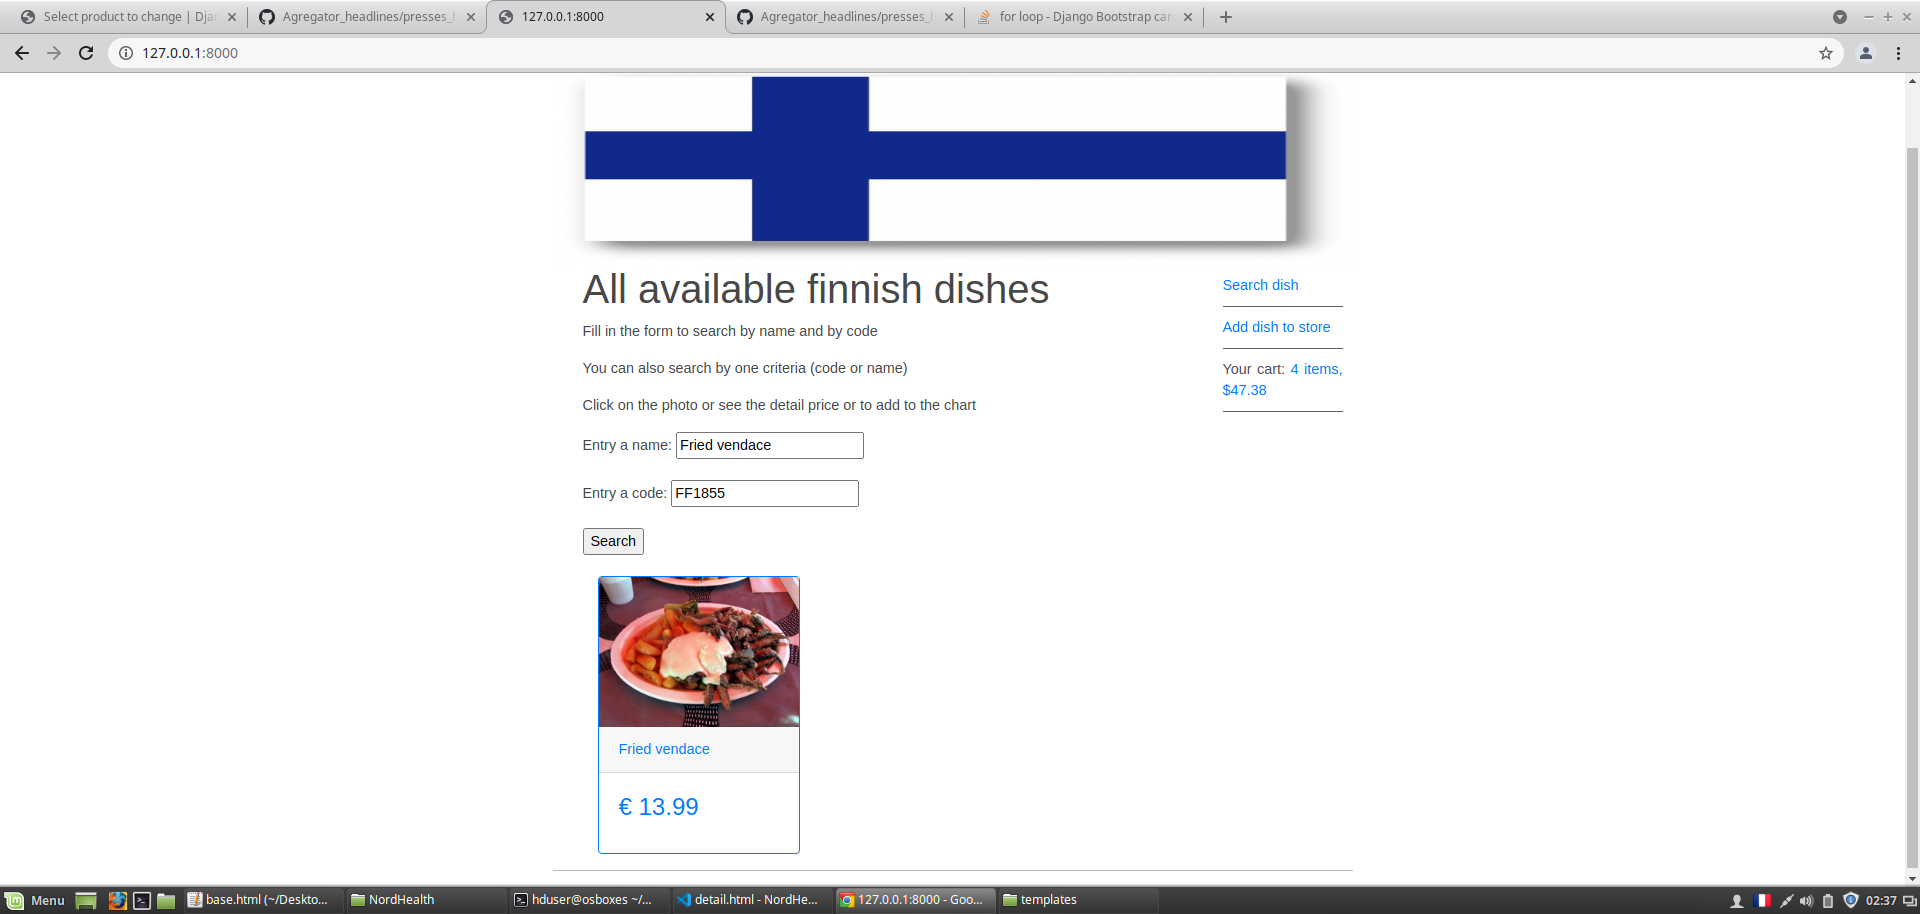 Select product to change | Dja
Agregator_headlines/presses_h
127.0.0.1:8000
Agregator_headlines/presses_h
for loop - Django Bootstrap car
127.0.0.1:8000
All available finnish dishes
Fill in the form to search by name and by code
You can also search by one criteria (code or name)
Click on the photo or see the detail price or to add to the chart
Entry a name: Fried vendace
Entry a code: FF1855
Search
Fried vendace
€ 13.99
Search dish
Add dish to store
Your cart: 4 items,
$47.38
Menu
base.html (~/Deskto...
NordHealth
hduser@osboxes ~/...
detail.html - NordHe...
127.0.0.1:8000 - Goo...
templates
02:37